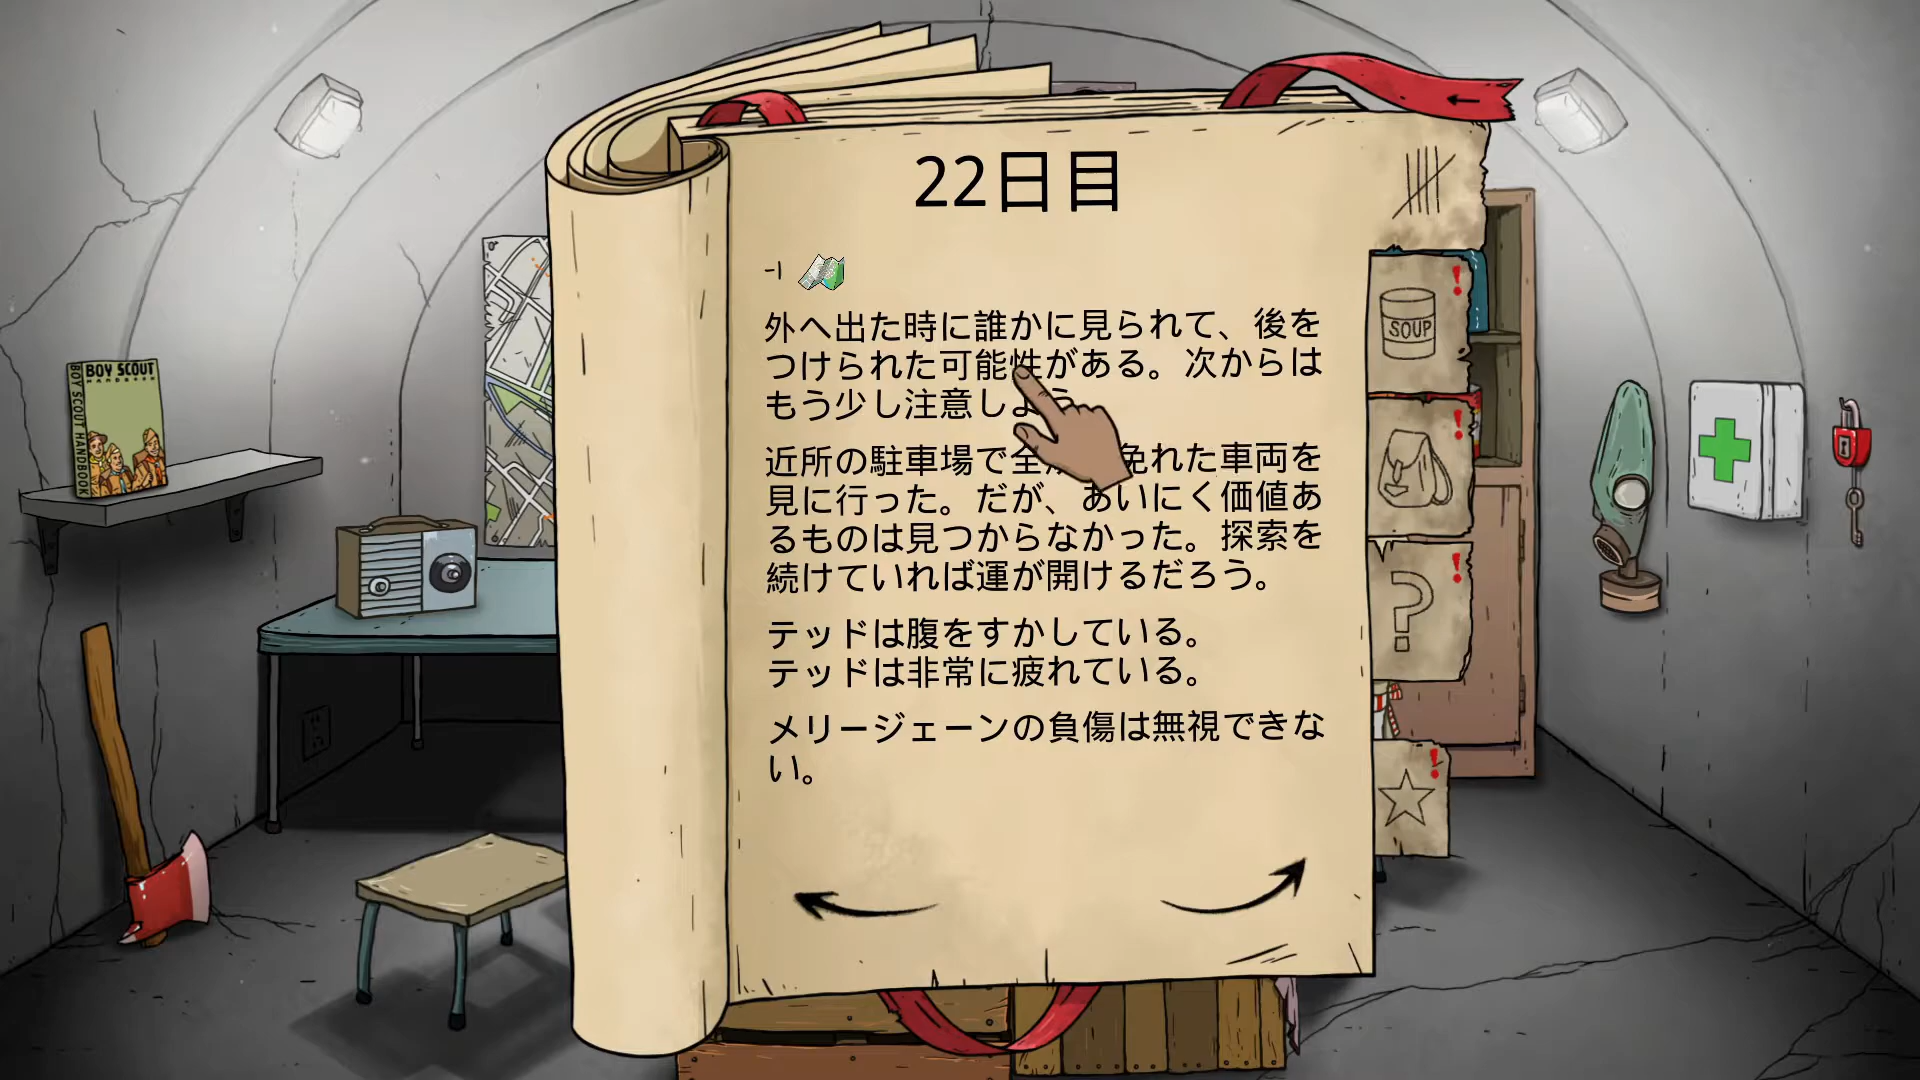 22日目
-1
外へ出た時に誰かに見られて、後を
つけられた可能性がある。次からは
もう少し注意しよう
近所の駐車場で全 免れた車両を
見に行った。だが、あいにく価値あ
るものは見つからなかった。探索を
続けていれば運が開けるだろう。
テッドは腹をすかしている。
テッドは非常に疲れている。
メリージェーンの負傷は無視できな
い。
SOUP
BOY SCOUT
HANDBOOK
BOY SCOUT HANDBOOK